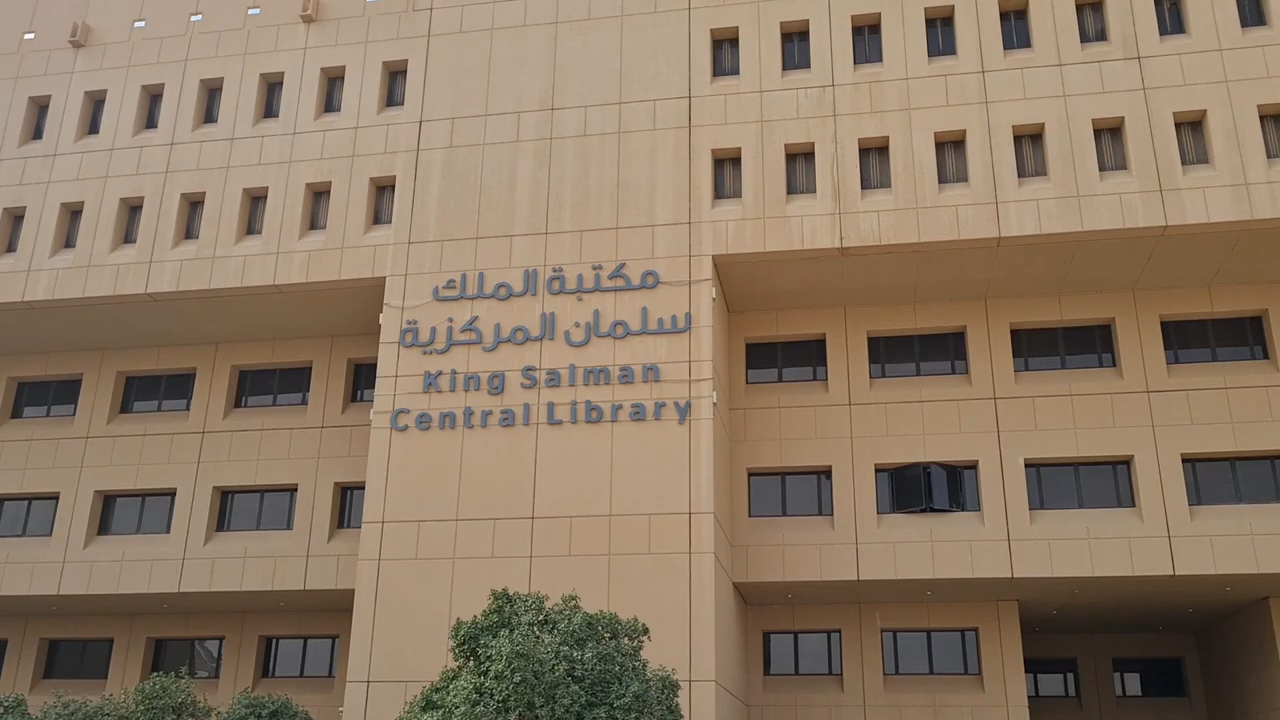 مكتبة الملك
سلمان المركزية
King Salman
Central Library